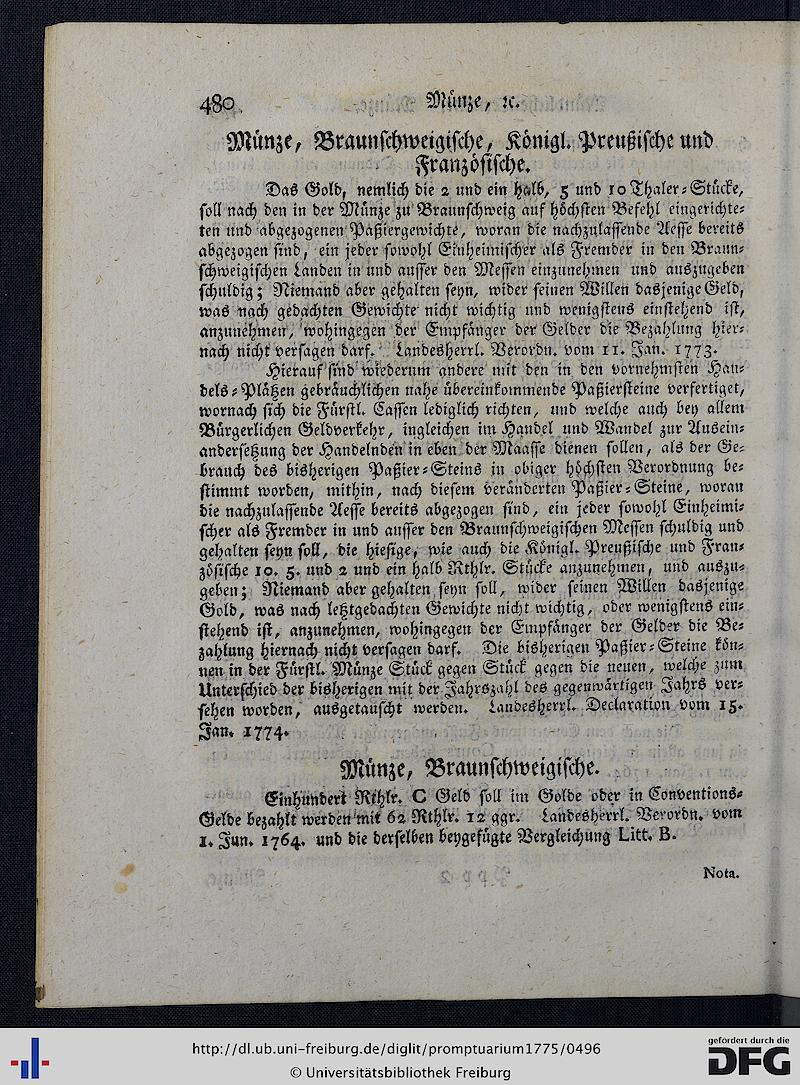 480
Münze, ꝛc.
Münze, Braunschweigische, Königl. Preußische und
Französische.
Das Gold, nemlich die 2 und ein halb, 5 und 10 Thaler-Stücke,
soll nach den in der Münze zu Braunschweig auf höchsten Befehl eingerichte-
ten und abgezogenen Paßiergewichte, woran die nachzulassende Aesse bereits
abgezogen sind, ein jeder sowohl Einheimischer als Fremder in den Braun-
schweigischen Landen in und ausser den Messen einzunehmen und auszugeben
schuldig; Niemand aber gehalten seyn, wider seinen Willen dasjenige Geld,
was nach gedachten Gewichte nicht wichtig und wenigstens einstehend ist,
anzunehmen, wohingegen der Empfänger der Gelder die Bezahlung hier-
nach nicht versagen darf. Landesherrl. Verordn. vom 11. Jan. 1773.
Hierauf sind wiederum andere mit den in den vornehmsten Han-
dels-Plätzen gebräuchlichen nahe übereinkommende Paßiersteine verfertiget,
wornach sich die Fürstl. Cassen lediglich richten, und welche auch bey allem
Bürgerlichen Geldverkehr, ingleichen im Handel und Wandel zur Ausein-
andersetzung der Handelnden in eben der Maasse dienen sollen, als der Ge-
brauch des bisherigen Paßier-Steins in obiger höchsten Verordnung be-
stimmt worden, mithin, nach diesem veränderten Paßier-Steine, woran
die nachzulassende Aesse bereits abgezogen sind, ein jeder sowohl Einheimi-
scher als Fremder in und ausser den Braunschweigischen Messen schuldig und
gehalten seyn soll, die hiesige, wie auch die Königl. Preußische und Fran-
zösische 10. 5. und 2 und ein halb Rthlr. Stücke anzunehmen, und auszu-
geben; Niemand aber gehalten seyn soll, wider seinen Willen dasjenige
Gold, was nach letztgedachten Gewichte nicht wichtig, oder wenigstens ein-
stehend ist, anzunehmen, wohingegen der Empfänger der Gelder die Be-
zahlung hiernach nicht versagen darf. Die bisherigen Paßier-Steine kön-
nen in der Fürstl. Münze Stück gegen Stück gegen die neuen, welche zum
Unterschied der bisherigen mit der Jahrszahl des gegenwärtigen Jahrs ver-
sehen worden, ausgetauscht werden. Landesherrl. Declaration vom 15.
Jan. 1774.
Münze, Braunschweigische.
Einhundert Rthlr. C Geld soll im Golde oder in Conventions-
Gelde bezahlt werden mit 62 Rthlr. 12 ggr. Landesherrl. Verordn. vom
1. Jun. 1764. und die derselben beygefügte Vergleichung Litt. B.
Nota.
http://dl.ub.uni-freiburg.de/diglit/promptuarium1775/0496
© Universitätsbibliothek Freiburg
gefördert durch die
DFG